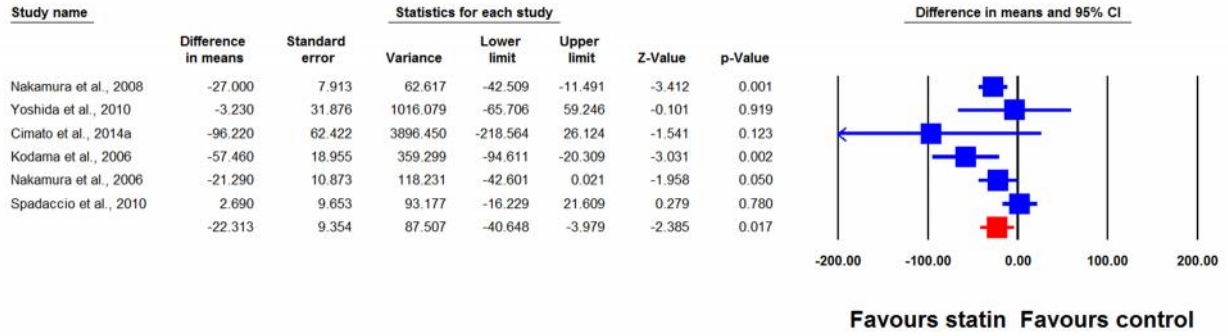 Study name Statistics for each study Difference in means and 95% CI
Difference in means Standard error Variance Lower limit Upper limit Z-Value p-Value
Nakamura et al., 2008 -27.000 7.913 62.617 -42.509 -11.491 -3.412 0.001
Yoshida et al., 2010 -3.230 31.876 1016.079 -65.706 59.246 -0.101 0.919
Cimato et al., 2014a -96.220 62.422 3896.450 -218.564 26.124 -1.541 0.123
Kodama et al., 2006 -57.460 18.955 359.299 -94.611 -20.309 -3.031 0.002
Nakamura et al., 2006 -21.290 10.873 118.231 -42.601 0.021 -1.958 0.050
Spadaccio et al., 2010 2.690 9.653 93.177 -16.229 21.609 0.279 0.780
-22.313 9.354 87.507 -40.648 -3.979 -2.385 0.017
-200.00 -100.00 0.00 100.00 200.00
Favours statin Favours control